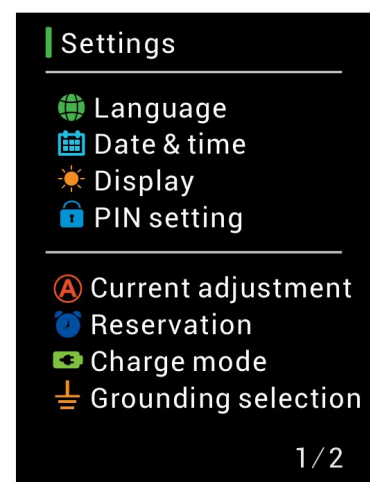 Settings
Language
Date & time
Display
PIN setting
A Current adjustment
Reservation
Charge mode
Grounding selection
1/2